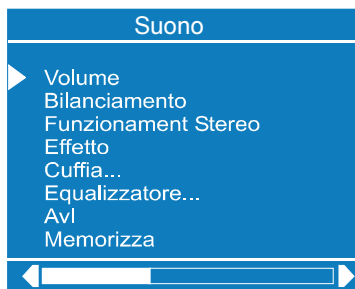 Suono
Volume
Bilanciamento
Funzionament Stereo
Effetto
Cuffia...
Equalizzatore...
Avl
Memorizza